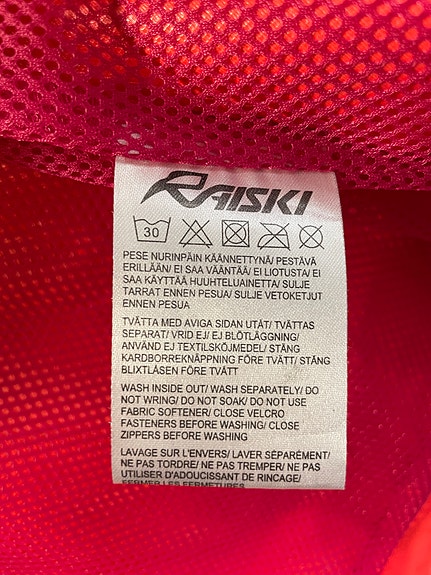 RAISKI
30
PESE NURINPÄIN KÄÄNNETTYNÄ/ PESTÄVÄ
ERILLÄÄN/ EI SAA VÄÄNTÄÄ/ EI LIOTUSTA/ EI
SAA KÄYTTÄÄ HUUHTELUAINETTA/ SULJE
TARRAT ENNEN PESUA/ SULJE VETOKETJUT
ENNEN PESUA
TVÄTTA MED AVIGA SIDAN UTÅT/ TVÄTTAS
SEPARAT/ VRID EJ/ EJ BLÖTLÄGGNING/
ANVÄND EJ TEXTILSKÖJMEDEL/ STÄNG
KARDBORREKNÄPPNING FÖRE TVÄTT/ STÄNG
BLIXTLÅSEN FÖRE TVÄTT
WASH INSIDE OUT/ WASH SEPARATELY/ DO
NOT WRING/ DO NOT SOAK/ DO NOT USE
FABRIC SOFTENER/ CLOSE VELCRO
FASTENERS BEFORE WASHING/ CLOSE
ZIPPERS BEFORE WASHING
LAVAGE SUR L'ENVERS/ LAVER SÉPARÉMENT/
NE PAS TORDRE/ NE PAS TREMPER/ NE PAS
UTILISER D'ADOUCISSANT DE RINCAGE/
FERMER LES FERMETURES